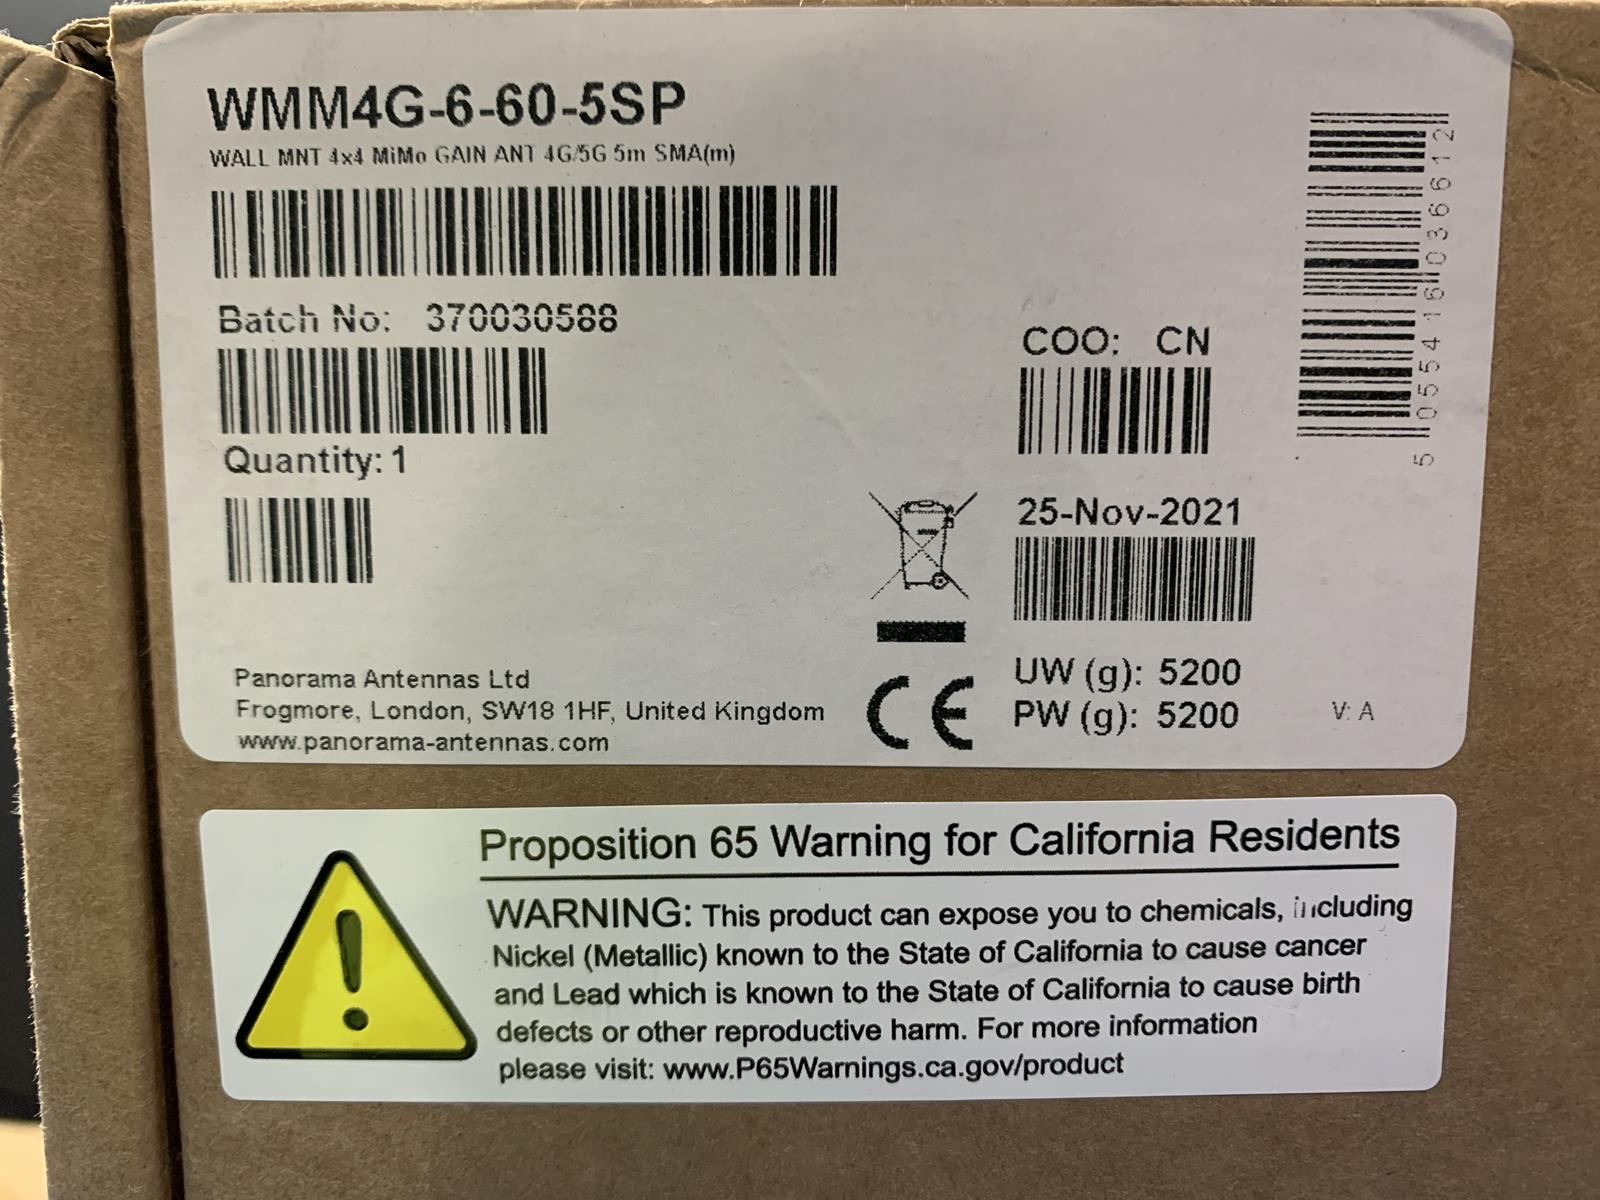 WMM4G-6-60-5SP
WALL MNT 4x4 MiMo GAIN ANT 4G/5G 5m SMA(m)
Batch No: 370030588
Quantity: 1
COO: CN
25-Nov-2021
UW (g): 5200
PW (g): 5200
V: A
5 055416 036612
Panorama Antennas Ltd
Frogmore, London, SW18 1HF, United Kingdom
www.panorama-antennas.com
CE
Proposition 65 Warning for California Residents
WARNING: This product can expose you to chemicals, including
Nickel (Metallic) known to the State of California to cause cancer
and Lead which is known to the State of California to cause birth
defects or other reproductive harm. For more information
please visit: www.P65Warnings.ca.gov/product